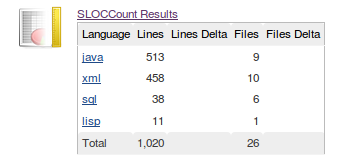 SLOCCount Results
Language Lines Lines Delta Files Files Delta
java 513 9
xml 458 10
sql 38 6
lisp 11 1
Total 1,020 26